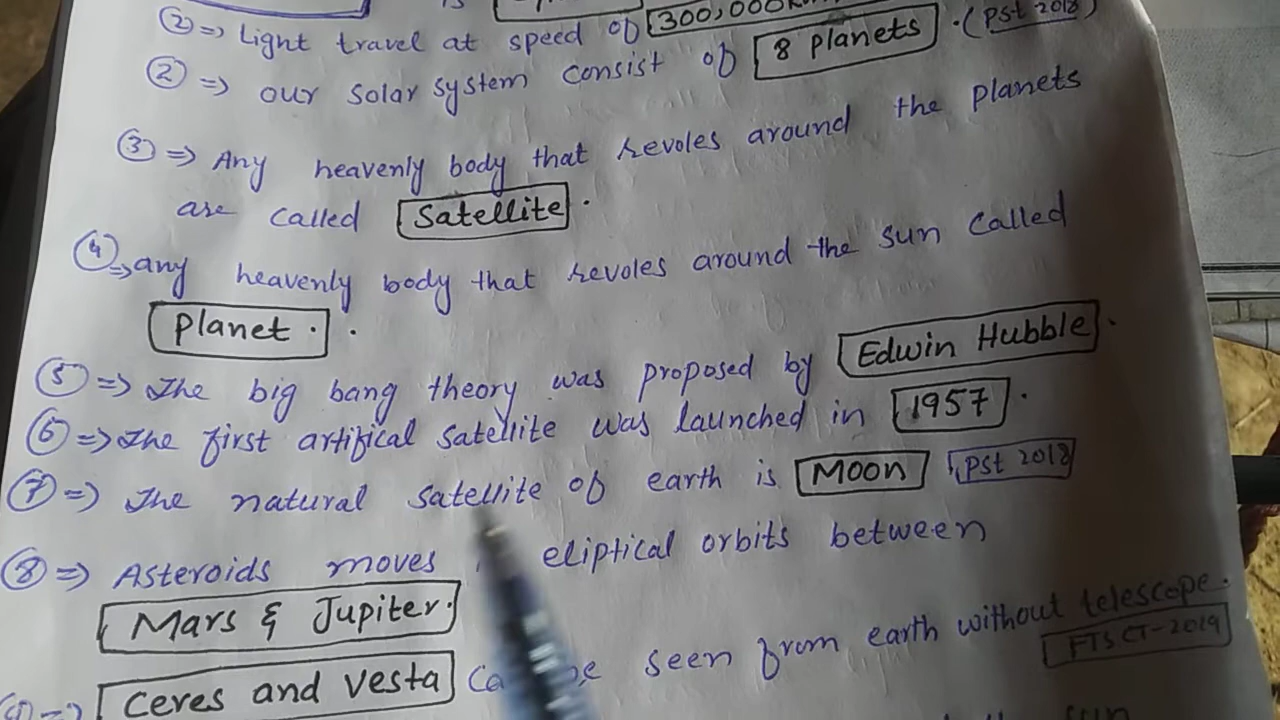 is
② => Light travel at speed of 300,000
② => our solar system consist of 8 planets. (PST 2018)
③ => Any heavenly body that revoles around the planets
are called Satellite.
④ => any heavenly body that revoles around the sun called
Planet. .
⑤ => The big bang theory was proposed by Edwin Hubble.
⑥ => The first artifical satellite was launched in 1957.
⑦ => The natural satellite of earth is Moon PST 2018
⑧ => Asteroids moves eliptical orbits between
Mars & Jupiter.
=> Ceres and Vesta seen from earth without telescope.
FTS CT-2019
the sun